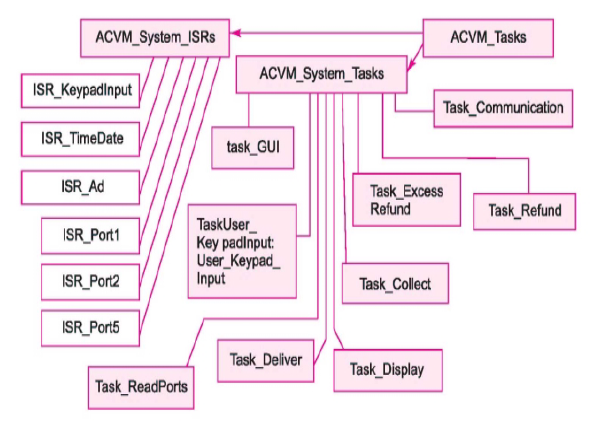 ACVM_System_ISRs
ACVM_Tasks
ACVM_System_Tasks
ISR_KeypadInput
Task_Communication
ISR_TimeDate
task_GUI
ISR_Ad
Task_Excess
Refund
Task_Refund
TaskUser_
Key padInput:
User_Keypad_
Input
ISR_Port1
ISR_Port2
Task_Collect
ISR_Port5
Task_Deliver
Task_Display
Task_ReadPorts